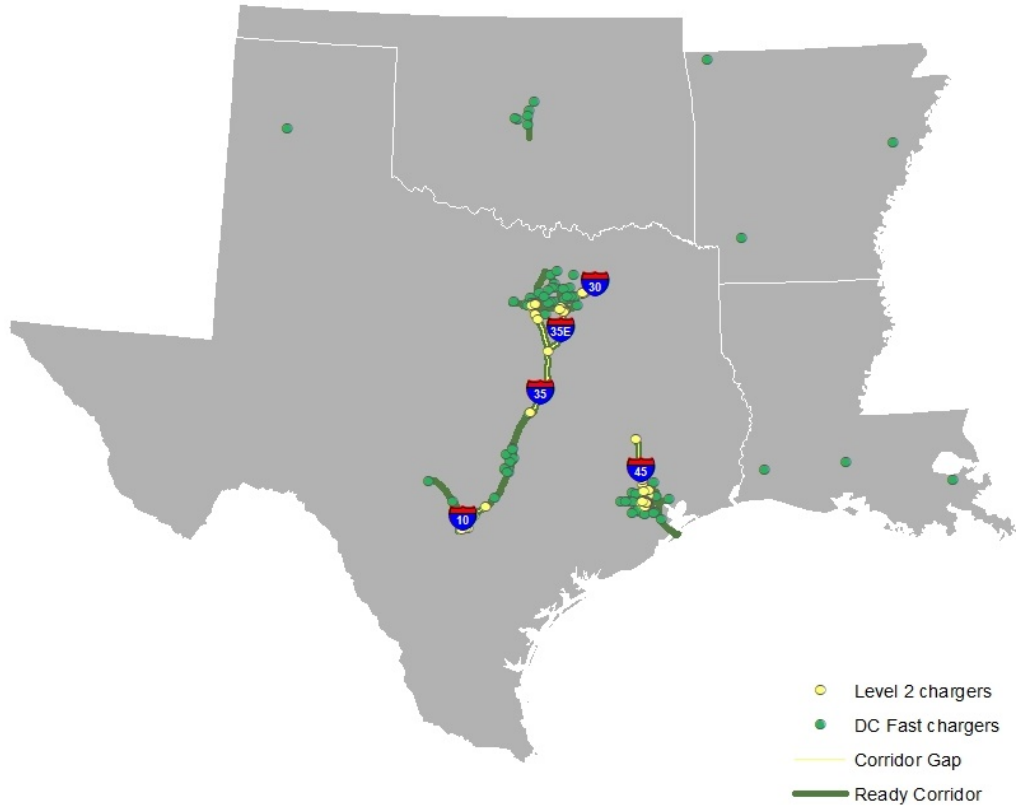 30
35E
35
45
10
Level 2 chargers
DC Fast chargers
Corridor Gap
Ready Corridor